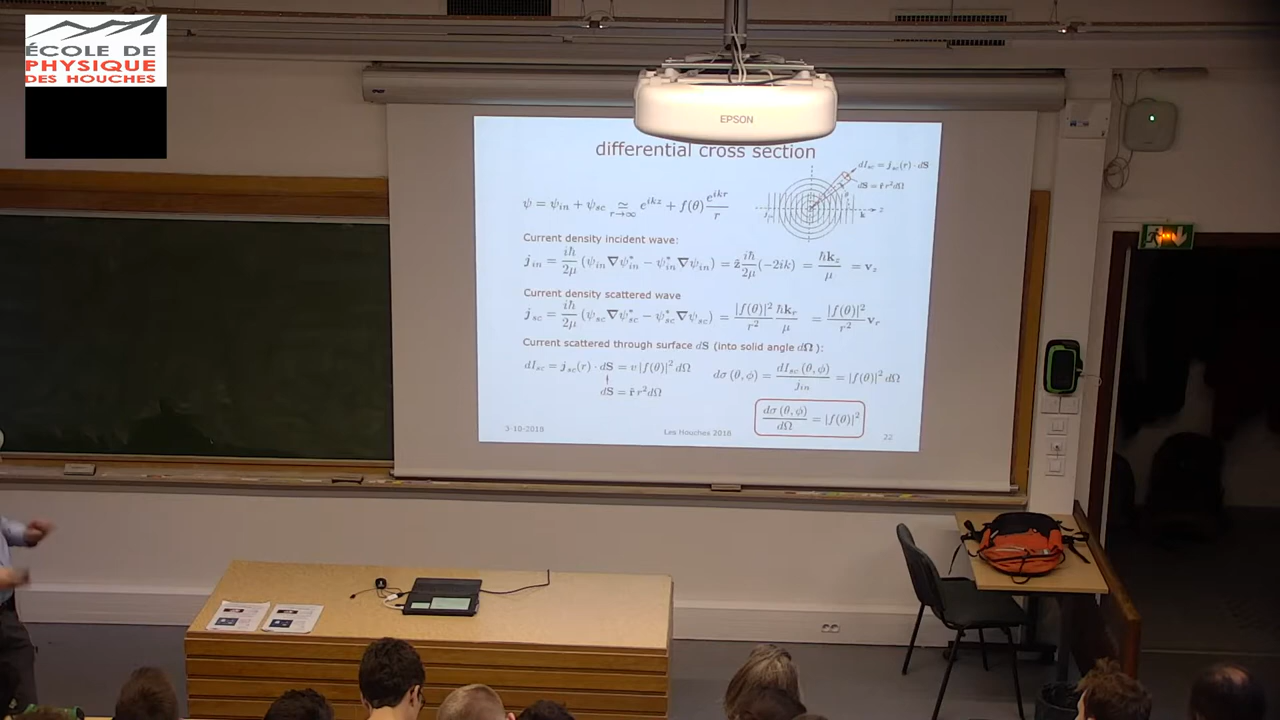 ÉCOLE DE
PHYSIQUE
DES HOUCHES
EPSON
differential cross section
dI_sc = j_sc(r) · dS
dS = r̂ r² dΩ
k
z
ψ = ψ_in + ψ_sc ≃_{r→∞} e^{ikz} + f(θ) e^{ikr}/r
Current density incident wave:
j_in = iħ/2μ (ψ_in ∇ψ*_in − ψ*_in ∇ψ_in) = ẑ iħ/2μ (−2ik) = ħk_z/μ = v_z
Current density scattered wave
j_sc = iħ/2μ (ψ_sc ∇ψ*_sc − ψ*_sc ∇ψ_sc) = |f(θ)|²/r² ħk_r/μ = |f(θ)|²/r² v_r
Current scattered through surface dS (into solid angle dΩ):
dI_sc = j_sc(r) · dS = v |f(θ)|² dΩ
dσ (θ, ϕ) = dI_sc (θ, ϕ)/j_in = |f(θ)|² dΩ
dS = r̂ r² dΩ
dσ (θ, ϕ)/dΩ = |f(θ)|²
3-10-2018
Les Houches 2018
22